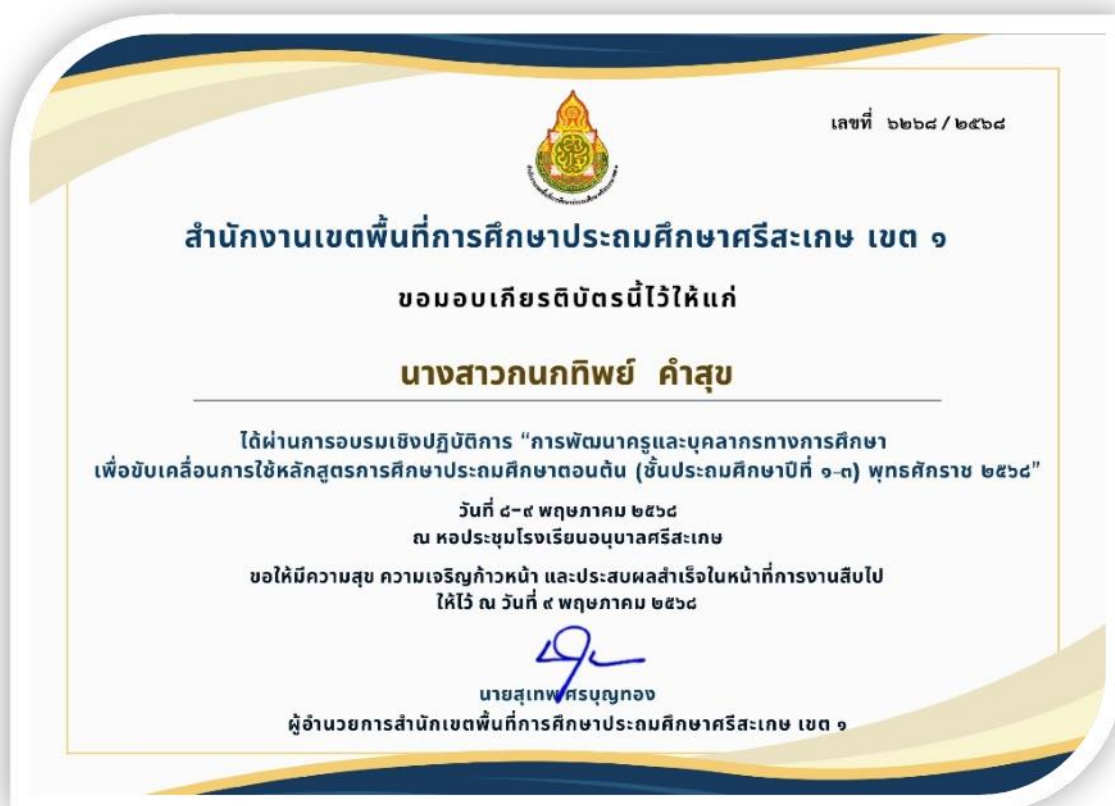 เลขที่ ๖๒๖๘ / ๒๕๖๘
สำนักงานเขตพื้นที่การศึกษาประถมศึกษาศรีสะเกษ เขต ๑
ขอมอบเกียรติบัตรนี้ไว้ให้แก่
นางสาวกนกทิพย์ คำสุข
ได้ผ่านการอบรมเชิงปฏิบัติการ “การพัฒนาครูและบุคลากรทางการศึกษา
เพื่อขับเคลื่อนการใช้หลักสูตรการศึกษาประถมศึกษาตอนต้น (ชั้นประถมศึกษาปีที่ ๑-๓) พุทธศักราช ๒๕๖๘”
วันที่ ๘-๙ พฤษภาคม ๒๕๖๘
ณ หอประชุมโรงเรียนอนุบาลศรีสะเกษ
ขอให้มีความสุข ความเจริญก้าวหน้า และประสบผลสำเร็จในหน้าที่การงานสืบไป
ให้ไว้ ณ วันที่ ๙ พฤษภาคม ๒๕๖๘
นายสุเทพ ศรบุญทอง
ผู้อำนวยการสำนักเขตพื้นที่การศึกษาประถมศึกษาศรีสะเกษ เขต ๑